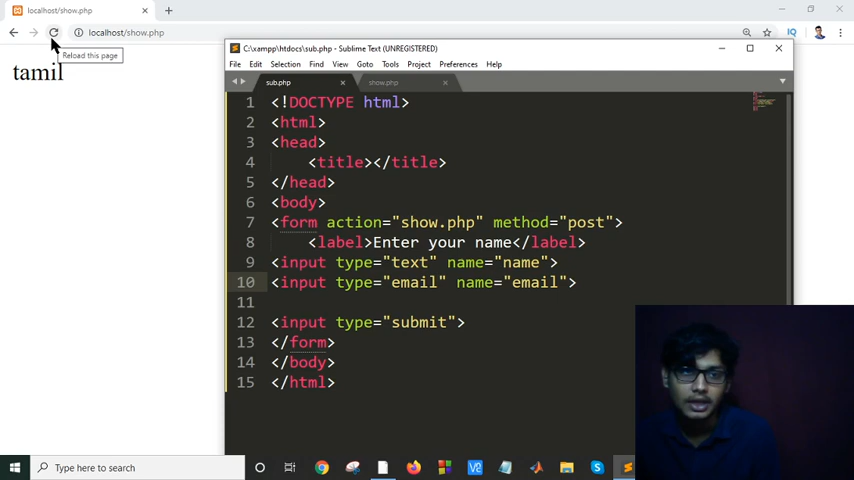 localhost/show.php
localhost/show.php
Reload this page
tamil
C:\xampp\htdocs\sub.php - Sublime Text (UNREGISTERED)
File Edit Selection Find View Goto Tools Project Preferences Help
sub.php show.php
1 <!DOCTYPE html>
2 <html>
3 <head>
4 <title></title>
5 </head>
6 <body>
7 <form action="show.php" method="post">
8 <label>Enter your name</label>
9 <input type="text" name="name">
10 <input type="email" name="email">
11
12 <input type="submit">
13 </form>
14 </body>
15 </html>
Type here to search